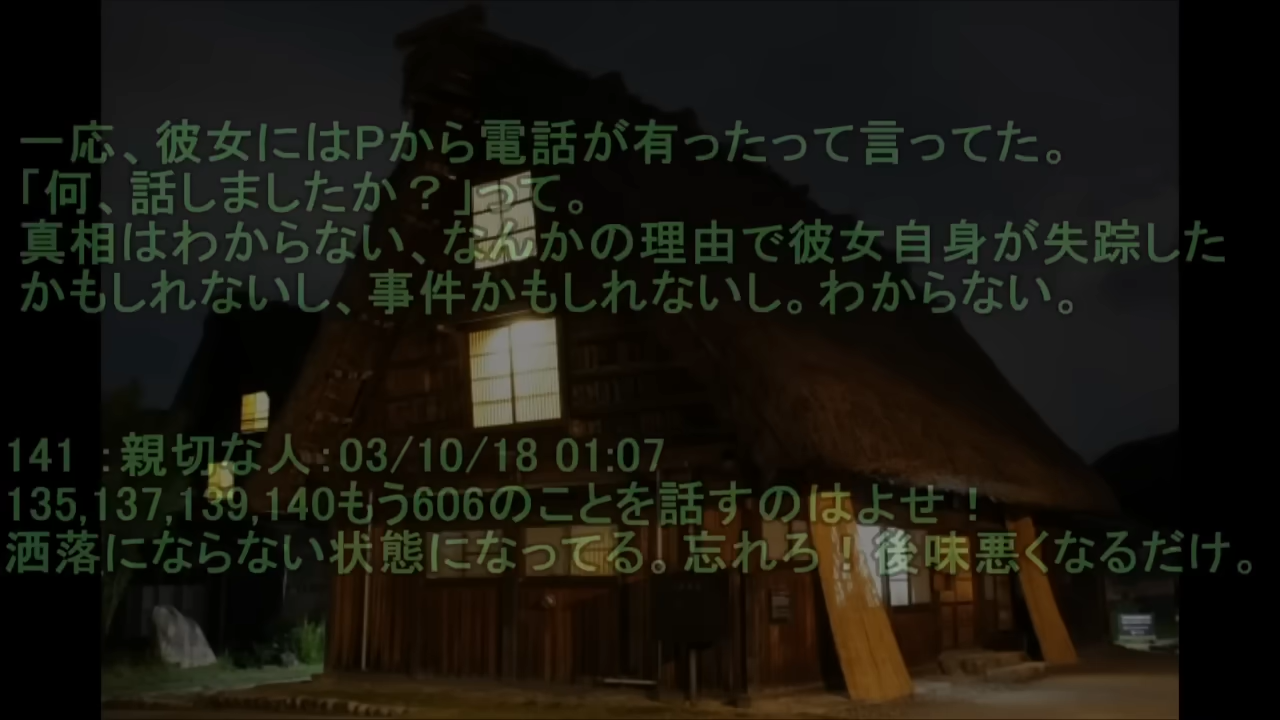 一応、彼女にはPから電話が有ったって言ってた。
「何、話しましたか？」って。
真相はわからない、なんかの理由で彼女自身が失踪した
かもしれないし、事件かもしれないし。わからない。
141 ：親切な人：03/10/18 01:07
135,137,139,140もう606のことを話すのはよせ！
洒落にならない状態になってる。忘れろ！後味悪くなるだけ。